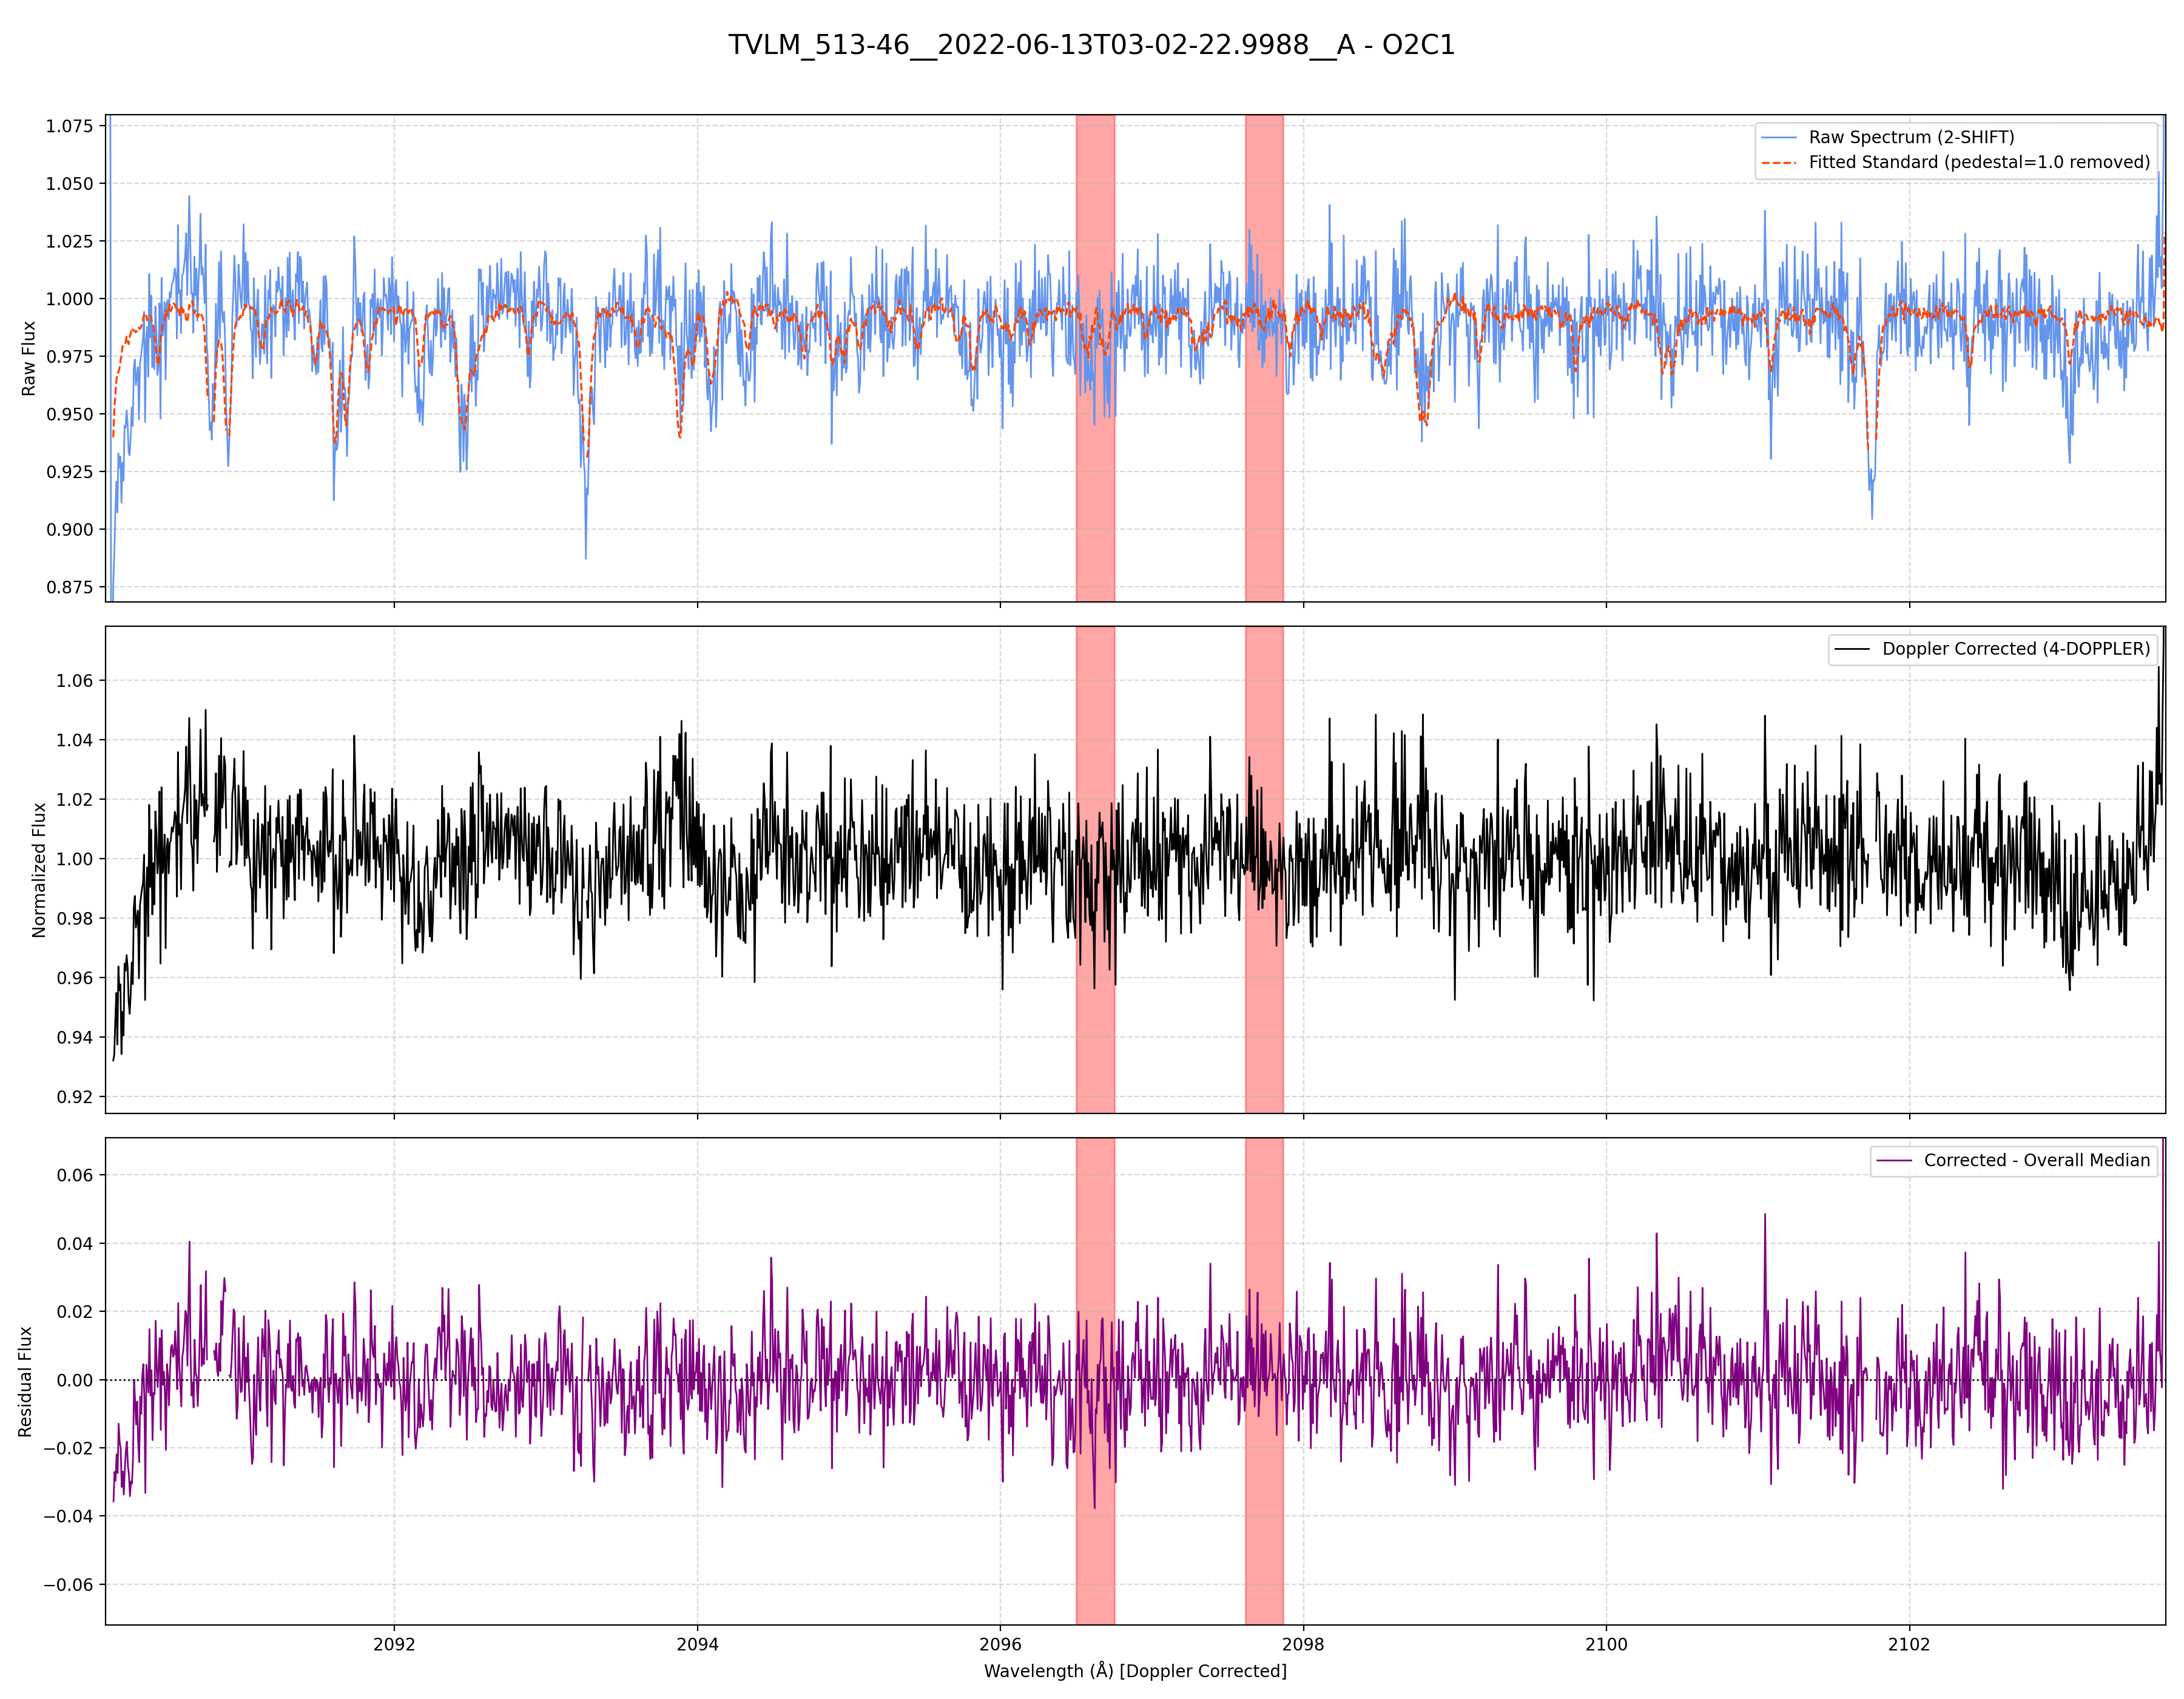 TVLM_513-46__2022-06-13T03-02-22.9988__A - O2C1
Raw Flux
1.075
1.050
1.025
1.000
0.975
0.950
0.925
0.900
0.875
Raw Spectrum (2-SHIFT)
Fitted Standard (pedestal=1.0 removed)
Normalized Flux
1.06
1.04
1.02
1.00
0.98
0.96
0.94
0.92
Doppler Corrected (4-DOPPLER)
Residual Flux
0.06
0.04
0.02
0.00
−0.02
−0.04
−0.06
Corrected - Overall Median
2092 2094 2096 2098 2100 2102
Wavelength (Å) [Doppler Corrected]